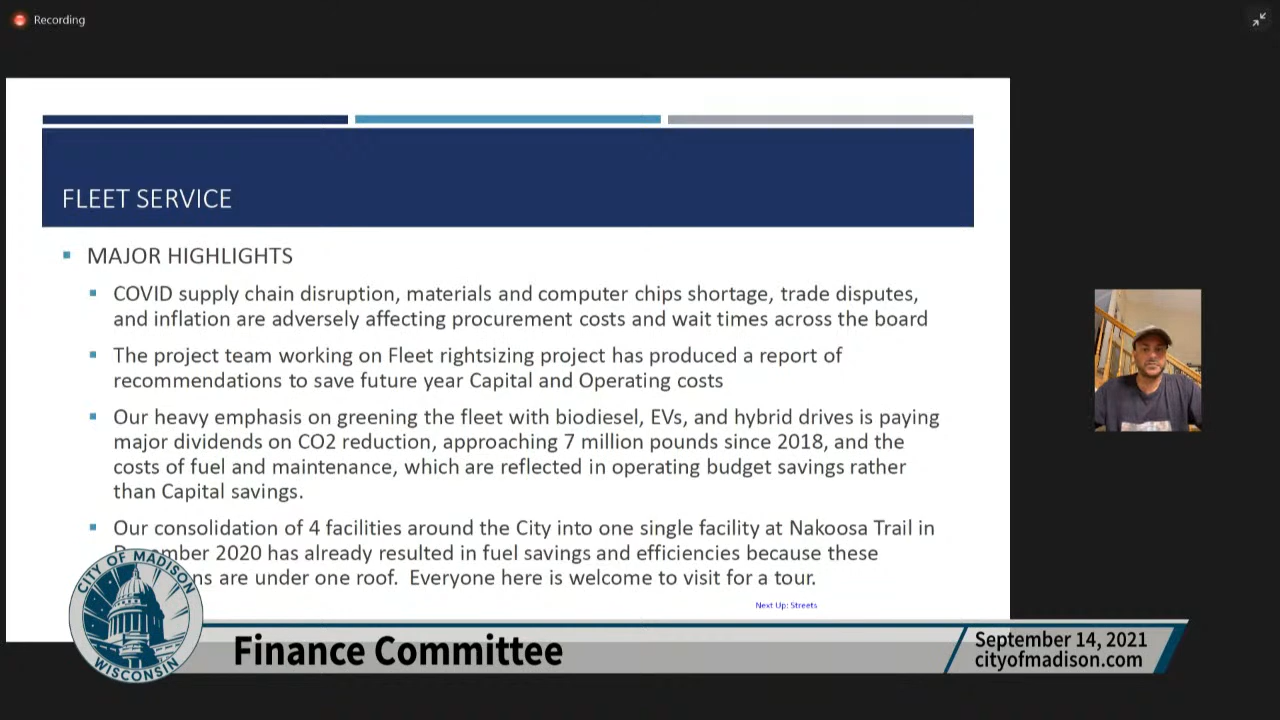 Recording
FLEET SERVICE
MAJOR HIGHLIGHTS
COVID supply chain disruption, materials and computer chips shortage, trade disputes,
and inflation are adversely affecting procurement costs and wait times across the board
The project team working on Fleet rightsizing project has produced a report of
recommendations to save future year Capital and Operating costs
Our heavy emphasis on greening the fleet with biodiesel, EVs, and hybrid drives is paying
major dividends on CO2 reduction, approaching 7 million pounds since 2018, and the
costs of fuel and maintenance, which are reflected in operating budget savings rather
than Capital savings.
Our consolidation of 4 facilities around the City into one single facility at Nakoosa Trail in
2020 has already resulted in fuel savings and efficiencies because these
are under one roof. Everyone here is welcome to visit for a tour.
Next Up: Streets
CITY OF MADISON
WISCONSIN
Finance Committee
September 14, 2021
cityofmadison.com